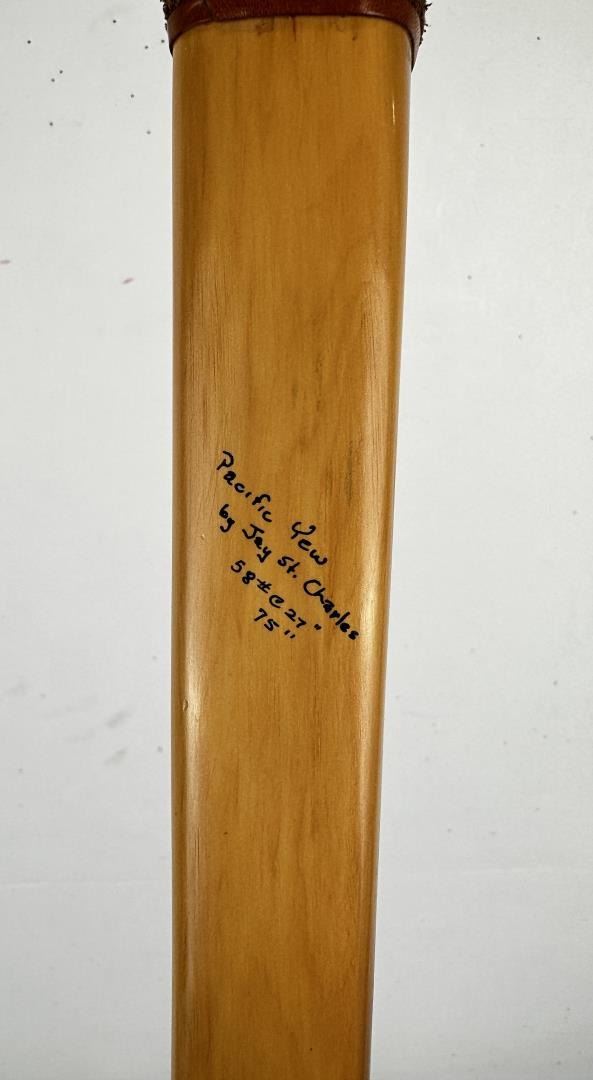 Pacific Yew
by Jay St. Charles
58# @ 27"
75"